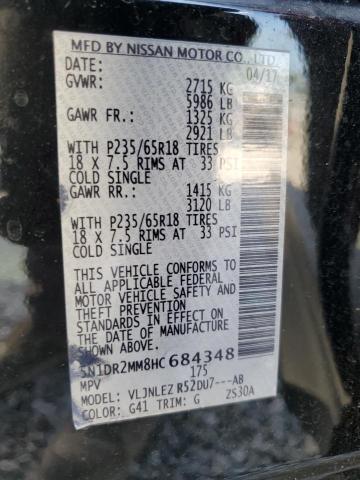 MFD BY NISSAN MOTOR CO., LTD.
DATE: 04/17
GVWR: 2715 KG
5986 LB
GAWR FR: 1325 KG
2921 LB
WITH P235/65R18 TIRES
18 X 7.5 RIMS AT 33 PSI
COLD SINGLE
GAWR RR: 1415 KG
3120 LB
WITH P235/65R18 TIRES
18 X 7.5 RIMS AT 33 PSI
COLD SINGLE
THIS VEHICLE CONFORMS TO
ALL APPLICABLE FEDERAL
MOTOR VEHICLE SAFETY AND
THEFT PREVENTION
STANDARDS IN EFFECT ON
THE DATE OF MANUFACTURE
SHOWN ABOVE.
5N1DR2MM8HC684348
MPV 175
VLJNLEZ R52DU7---AB
COLOR: G41 TRIM: G ZS30A